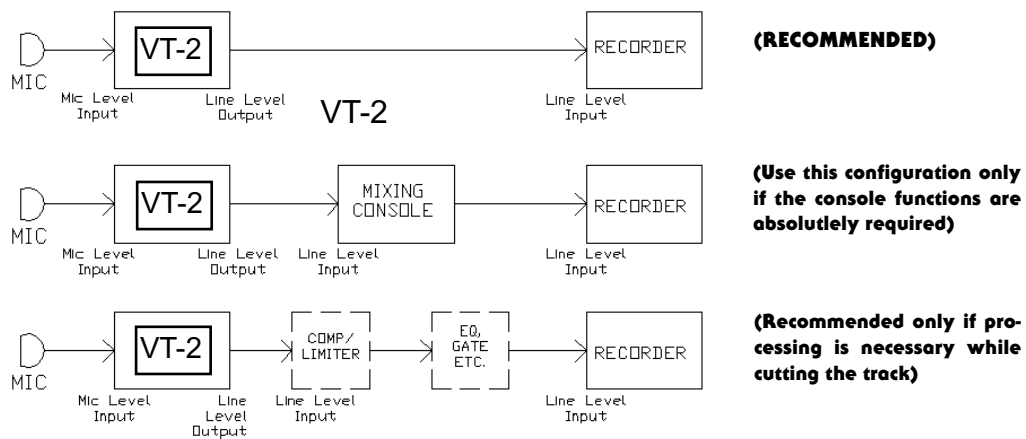 VT-2
RECORDER
(RECOMMENDED)
MIC
Mic Level
Input
Line Level
Output
VT-2
Line Level
Input
VT-2
MIXING
CONSOLE
RECORDER
(Use this configuration only
if the console functions are
absolutlely required)
MIC
Mic Level
Input
Line Level
Output
Line Level
Input
Line Level
Input
VT-2
COMP/
LIMITER
EQ,
GATE
ETC.
RECORDER
(Recommended only if pro-
cessing is necessary while
cutting the track)
MIC
Mic Level
Input
Line
Level
Output
Line Level
Input
Line Level
Input